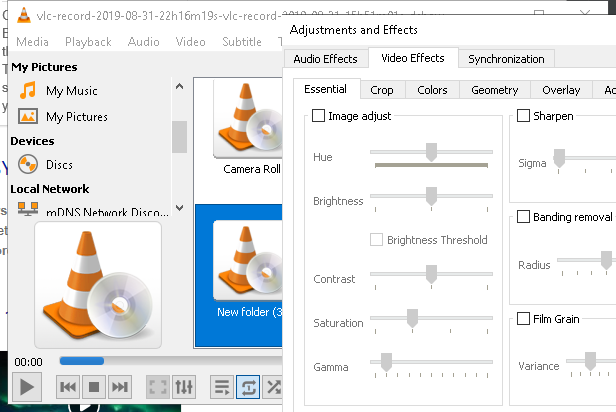 vlc-record-2019-08-31-22h16m19s-vlc-record-2019-08-31-15h51
Media Playback Audio Video Subtitle
My Pictures
My Music
My Pictures
Devices
Discs
Local Network
mDNS Network Disco...
Camera Roll
New folder (3
00:00
Adjustments and Effects
Audio Effects Video Effects Synchronization
Essential Crop Colors Geometry Overlay
Image adjust
Hue
Brightness
Brightness Threshold
Contrast
Saturation
Gamma
Sharpen
Sigma
Banding removal
Radius
Film Grain
Variance